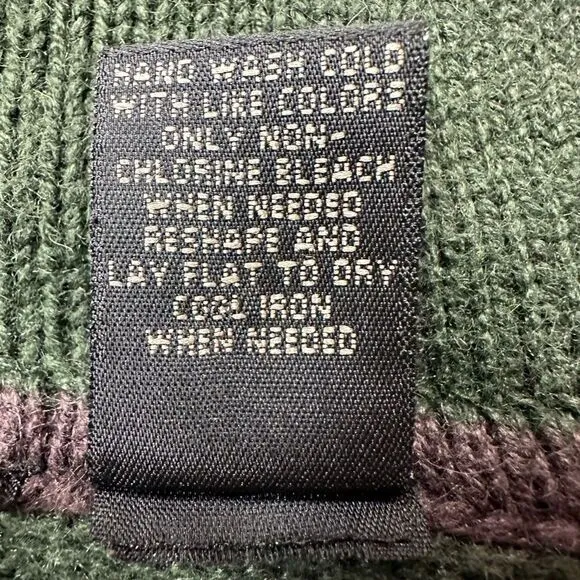 HAND WASH COLD
WITH LIKE COLORS
ONLY NON-
CHLORINE BLEACH
WHEN NEEDED
RESHAPE AND
LAY FLAT TO DRY
COOL IRON
WHEN NEEDED